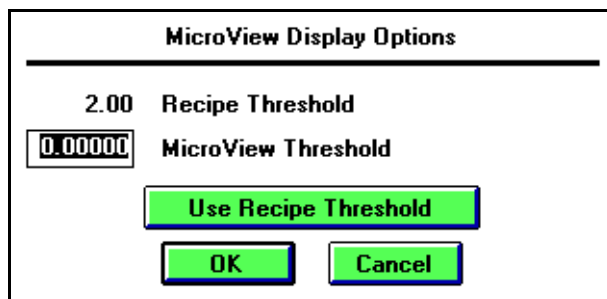 MicroView Display Options
2.00 Recipe Threshold
0.00000 MicroView Threshold
Use Recipe Threshold
OK Cancel